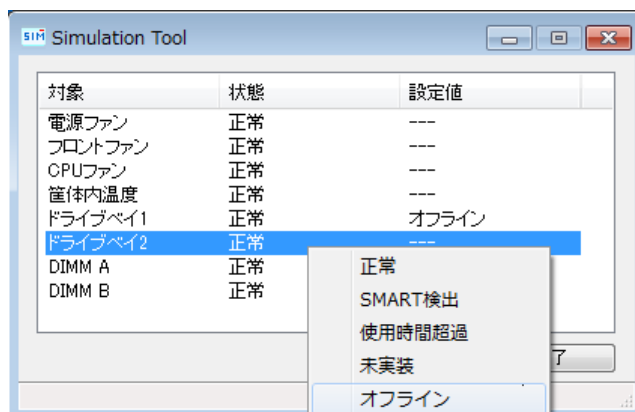 SIM Simulation Tool
対象 状態 設定値
電源ファン 正常 ---
フロントファン 正常 ---
CPUファン 正常 ---
筐体内温度 正常 ---
ドライブベイ1 正常 オフライン
ドライブベイ2 正常 ---
DIMM A 正常
DIMM B 正常
正常
SMART検出
使用時間超過
未実装
了
オフライン